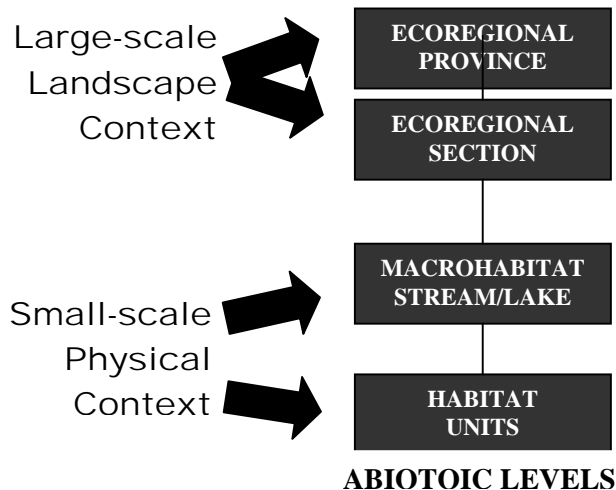 Large-scale
Landscape
Context
ECOREGIONAL
PROVINCE
ECOREGIONAL
SECTION
MACROHABITAT
STREAM/LAKE
Small-scale
Physical
Context
HABITAT
UNITS
ABIOTOIC LEVELS